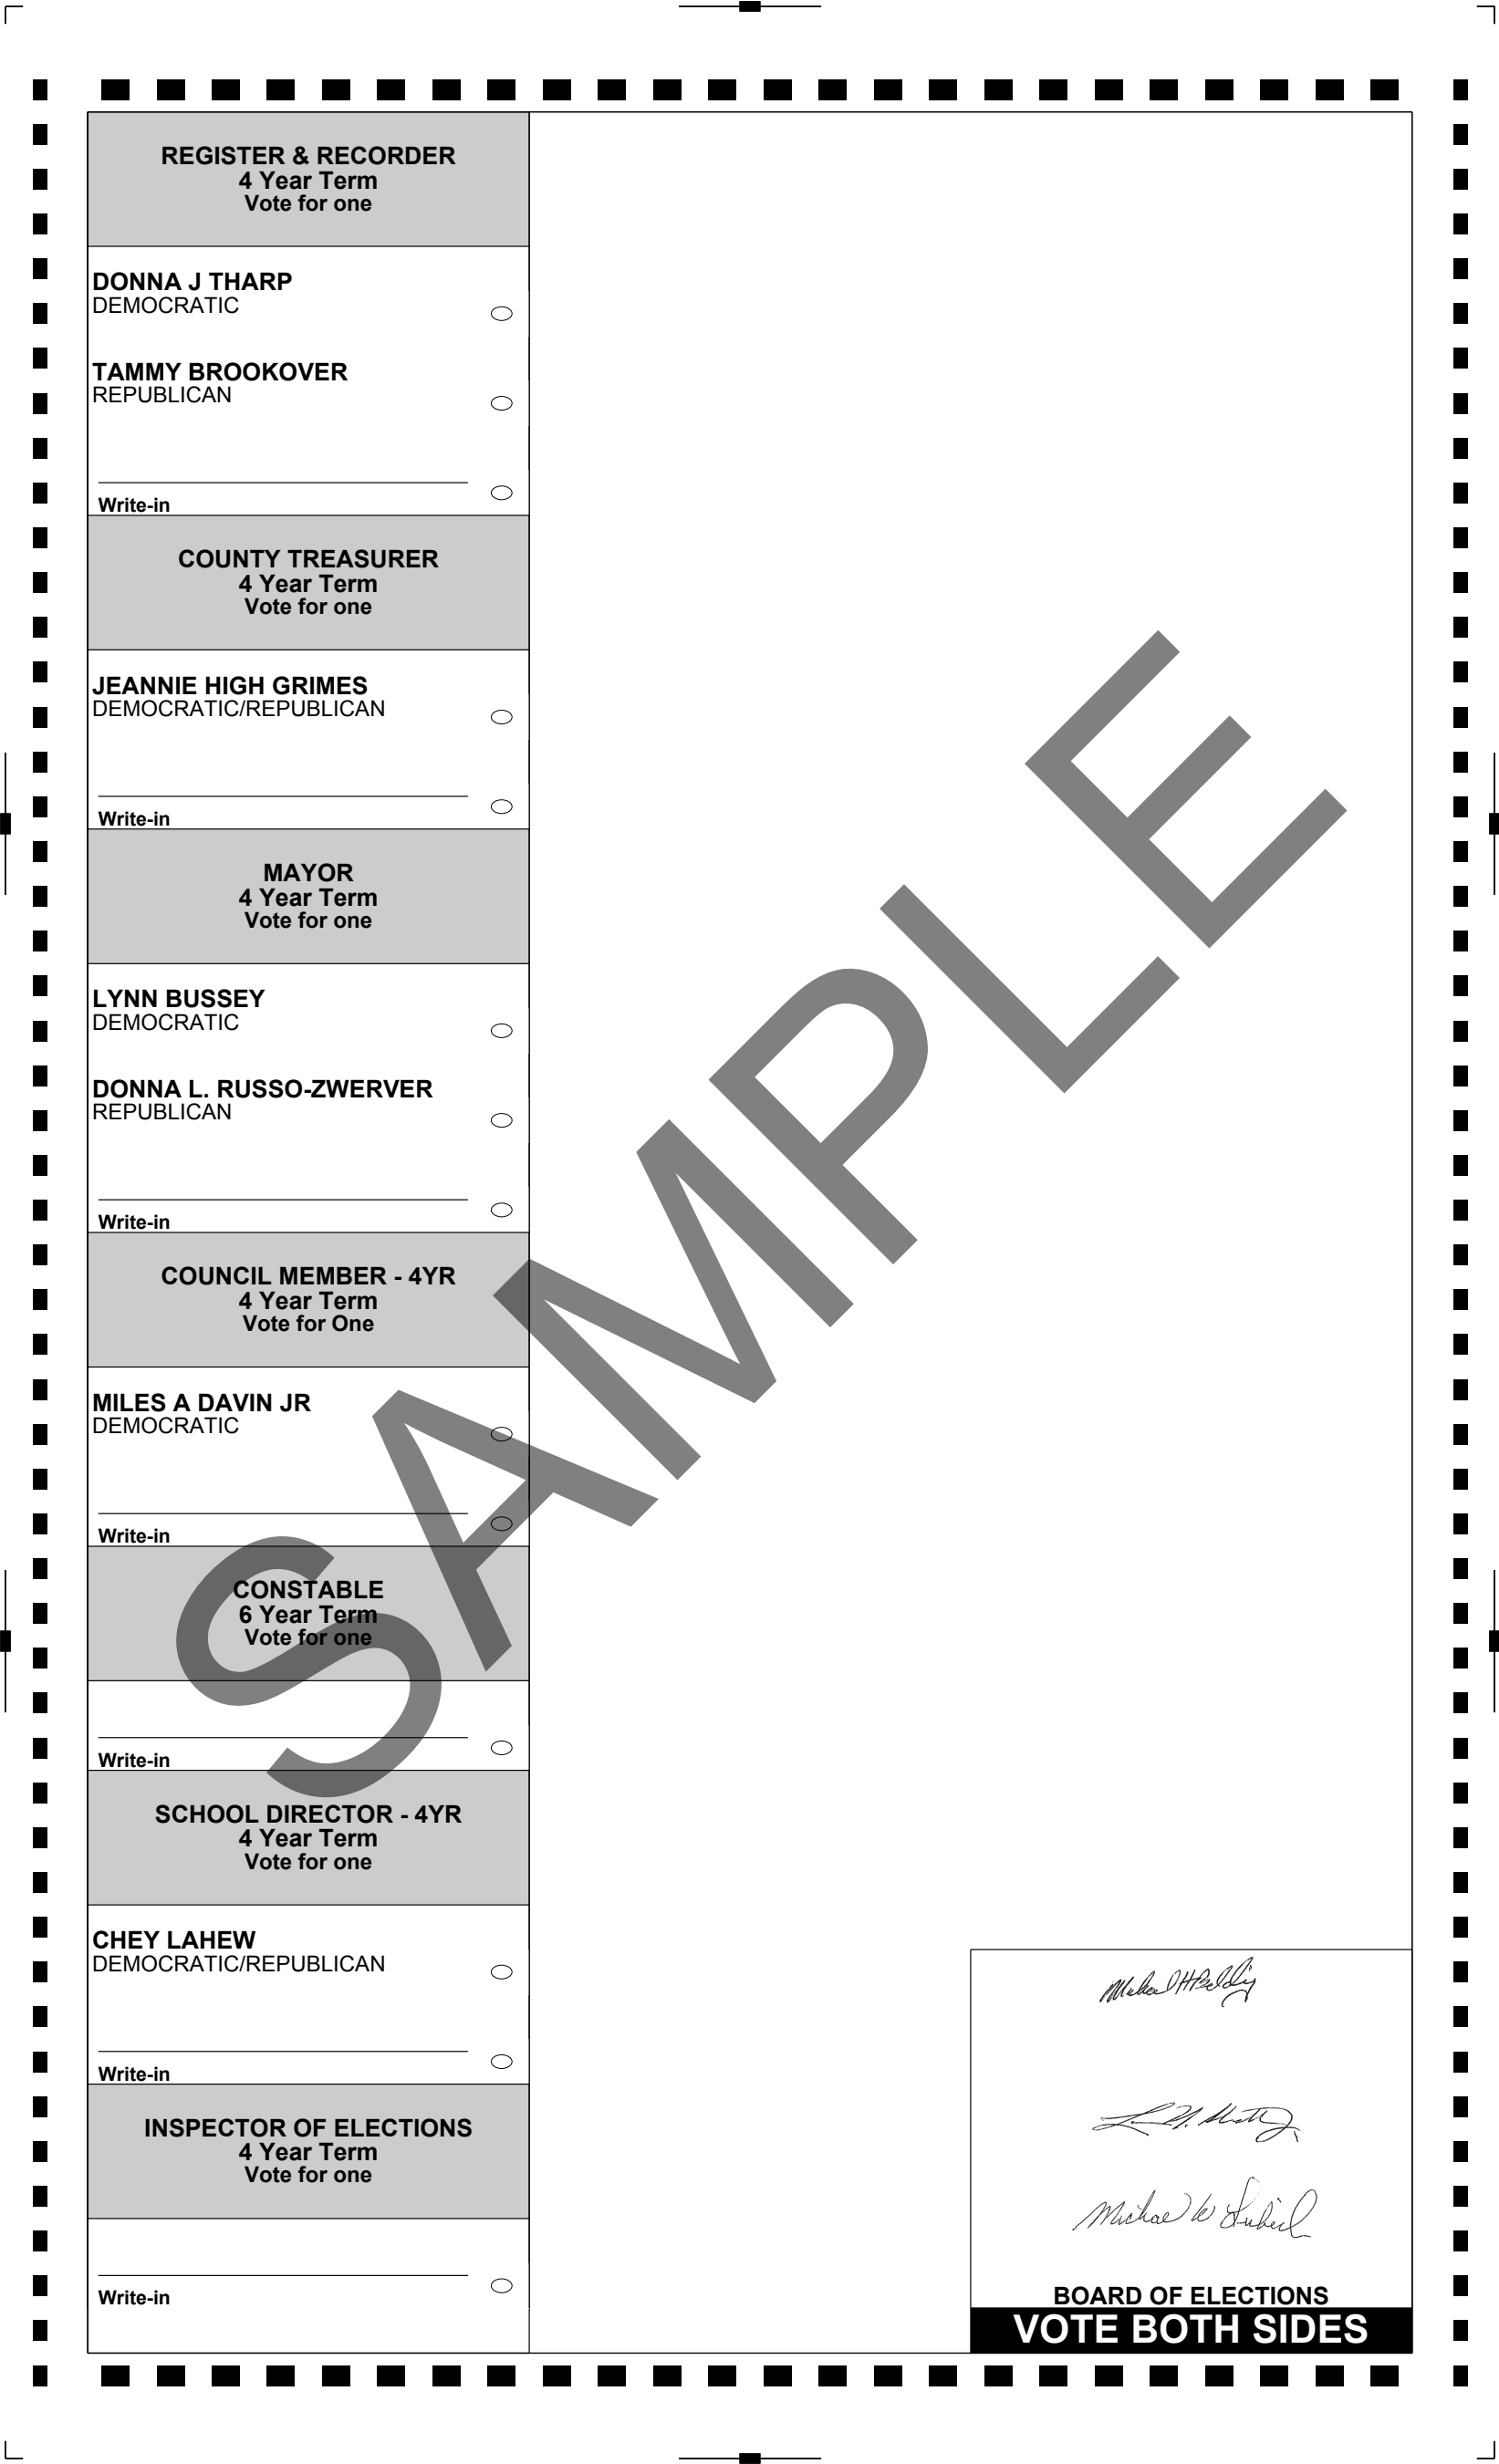 REGISTER & RECORDER
4 Year Term
Vote for one
DONNA J THARP
DEMOCRATIC
TAMMY BROOKOVER
REPUBLICAN
Write-in
COUNTY TREASURER
4 Year Term
Vote for one
JEANNIE HIGH GRIMES
DEMOCRATIC/REPUBLICAN
Write-in
MAYOR
4 Year Term
Vote for one
LYNN BUSSEY
DEMOCRATIC
DONNA L. RUSSO-ZWERVER
REPUBLICAN
Write-in
COUNCIL MEMBER - 4YR
4 Year Term
Vote for One
MILES A DAVIN JR
DEMOCRATIC
Write-in
CONSTABLE
6 Year Term
Vote for one
Write-in
SCHOOL DIRECTOR - 4YR
4 Year Term
Vote for one
CHEY LAHEW
DEMOCRATIC/REPUBLICAN
Write-in
INSPECTOR OF ELECTIONS
4 Year Term
Vote for one
Write-in
SAMPLE
Michael W
BOARD OF ELECTIONS
VOTE BOTH SIDES